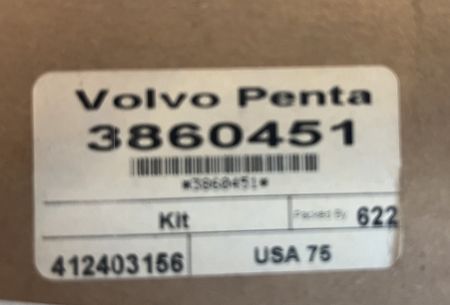 Volvo Penta
3860451
*3860451*
Kit Packed By 622
412403156 USA 75